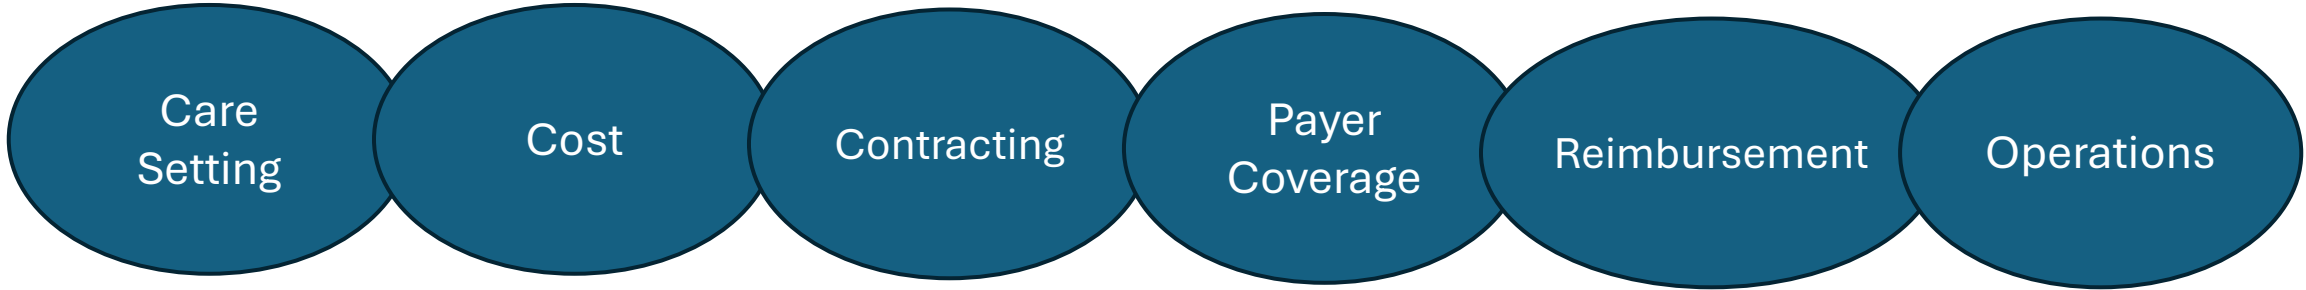 Care
Setting
Cost
Contracting
Payer
Coverage
Reimbursement
Operations